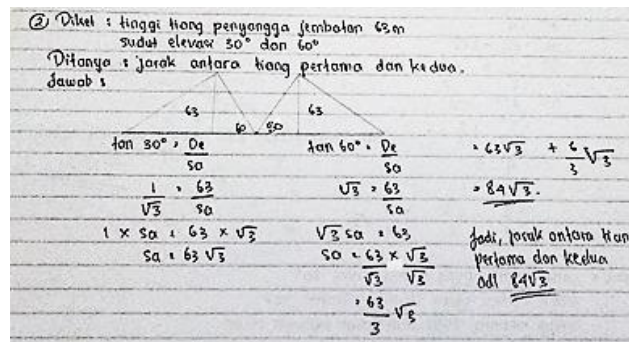 ② Diket : tinggi tiang penyangga jembatan 63m
sudut elevasi 30° dan 60°
Ditanya : jarak antara tiang pertama dan kedua.
Jawab :
63
63
60
30
tan 30° = De/sa
1/√3 = 63/sa
1 × sa = 63 × √3
sa = 63 √3
tan 60° = De/sa
√3 = 63/sa
√3 sa = 63
sa = 63/√3 × √3/√3
= 63/3 √3
= 63√3 + 6/3 √3
= 84√3.
Jadi, jarak antara tian
pertama dan kedua
adl 84√3